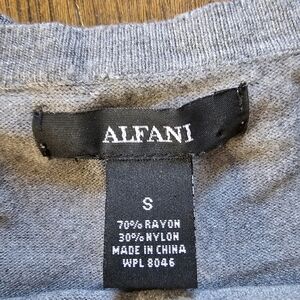 ALFANI
S
70% RAYON
30% NYLON
MADE IN CHINA
WPL 8046